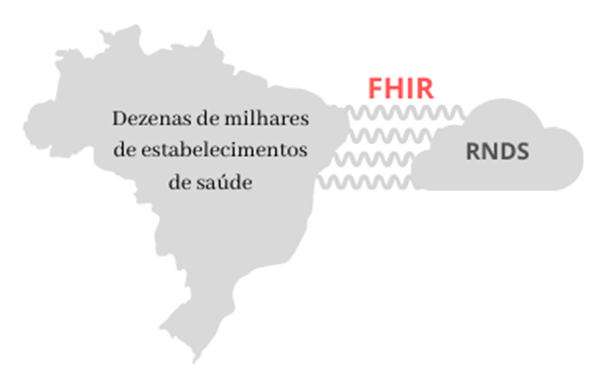 Dezenas de milhares
de estabelecimentos
de saúde
FHIR
RNDS